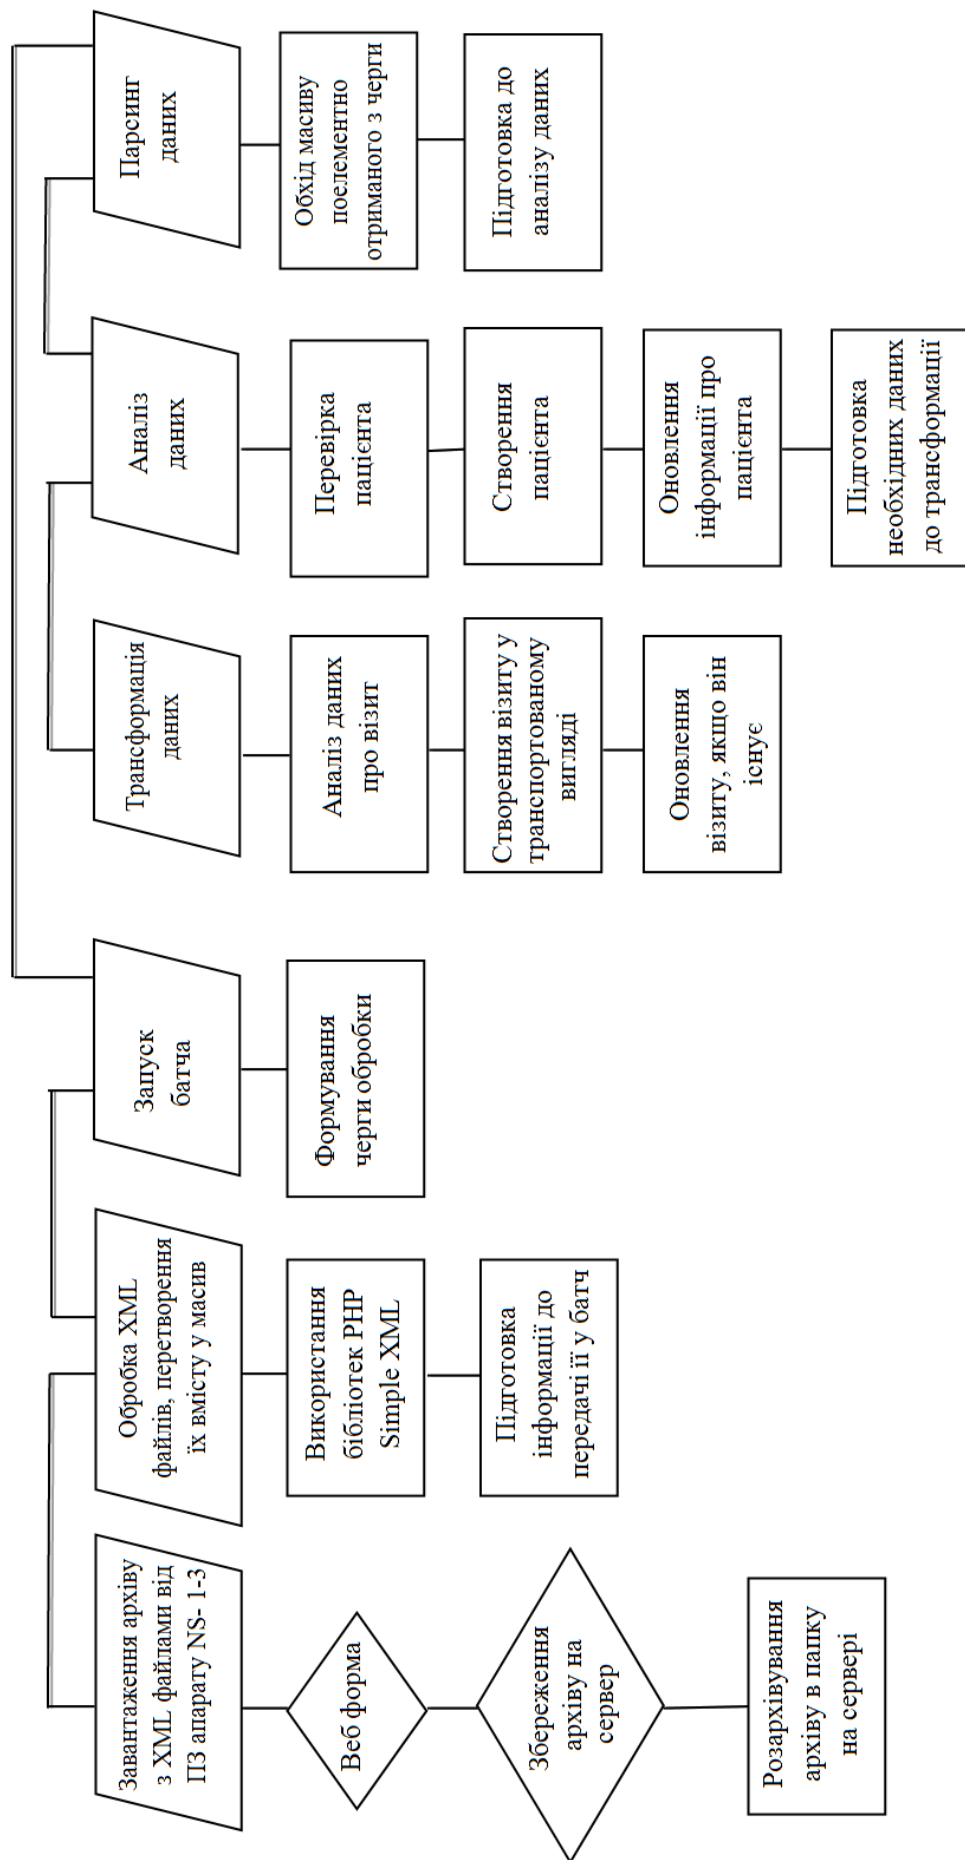 Завантаження архіву
з XML файлами від
ПЗ апарату NS- 1-3
Веб форма
Збереження
архіву на
сервер
Розархівування
архіву в папку
на сервері
Обробка XML
файлів, перетворення
їх вмісту у масив
Використання
бібліотек PHP
Simple XML
Підготовка
інформації до
передачі її у батч
Запуск
батча
Формування
черги обробки
Трансформація
даних
Аналіз даних
про візит
Створення візиту у
транспортованому
вигляді
Оновлення
візиту, якщо він
існує
Аналіз
даних
Перевірка
пацієнта
Створення
пацієнта
Оновлення
інформації про
пацієнта
Підготовка
необхідних даних
до трансформації
Парсинг
даних
Обхід масиву
поелементно
отриманого з черги
Підготовка до
аналізу даних